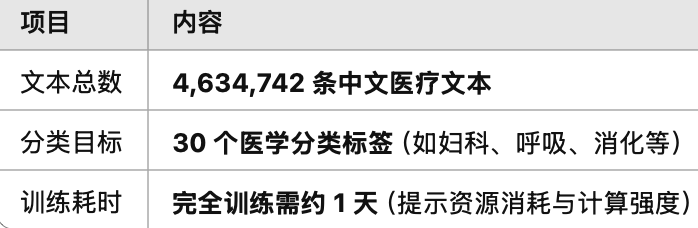 项目 内容
文本总数 4,634,742 条中文医疗文本
分类目标 30 个医学分类标签（如妇科、呼吸、消化等）
训练耗时 完全训练需约 1 天（提示资源消耗与计算强度）